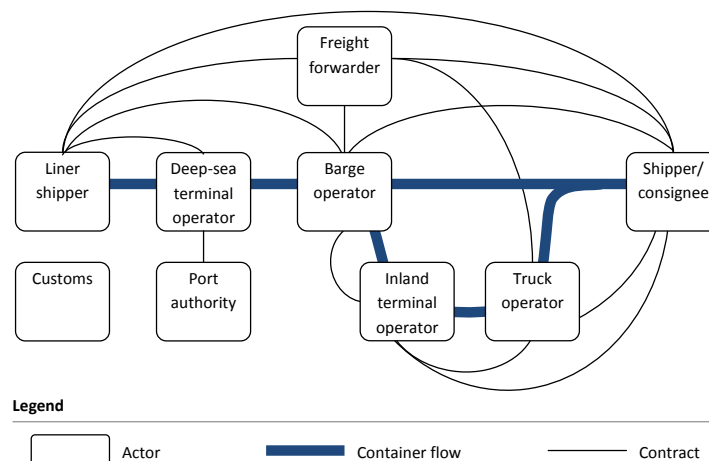 Freight
forwarder
Liner
shipper
Deep-sea
terminal
operator
Barge
operator
Shipper/
consignee
Customs
Port
authority
Inland
terminal
operator
Truck
operator
Legend
Actor
Container flow
Contract